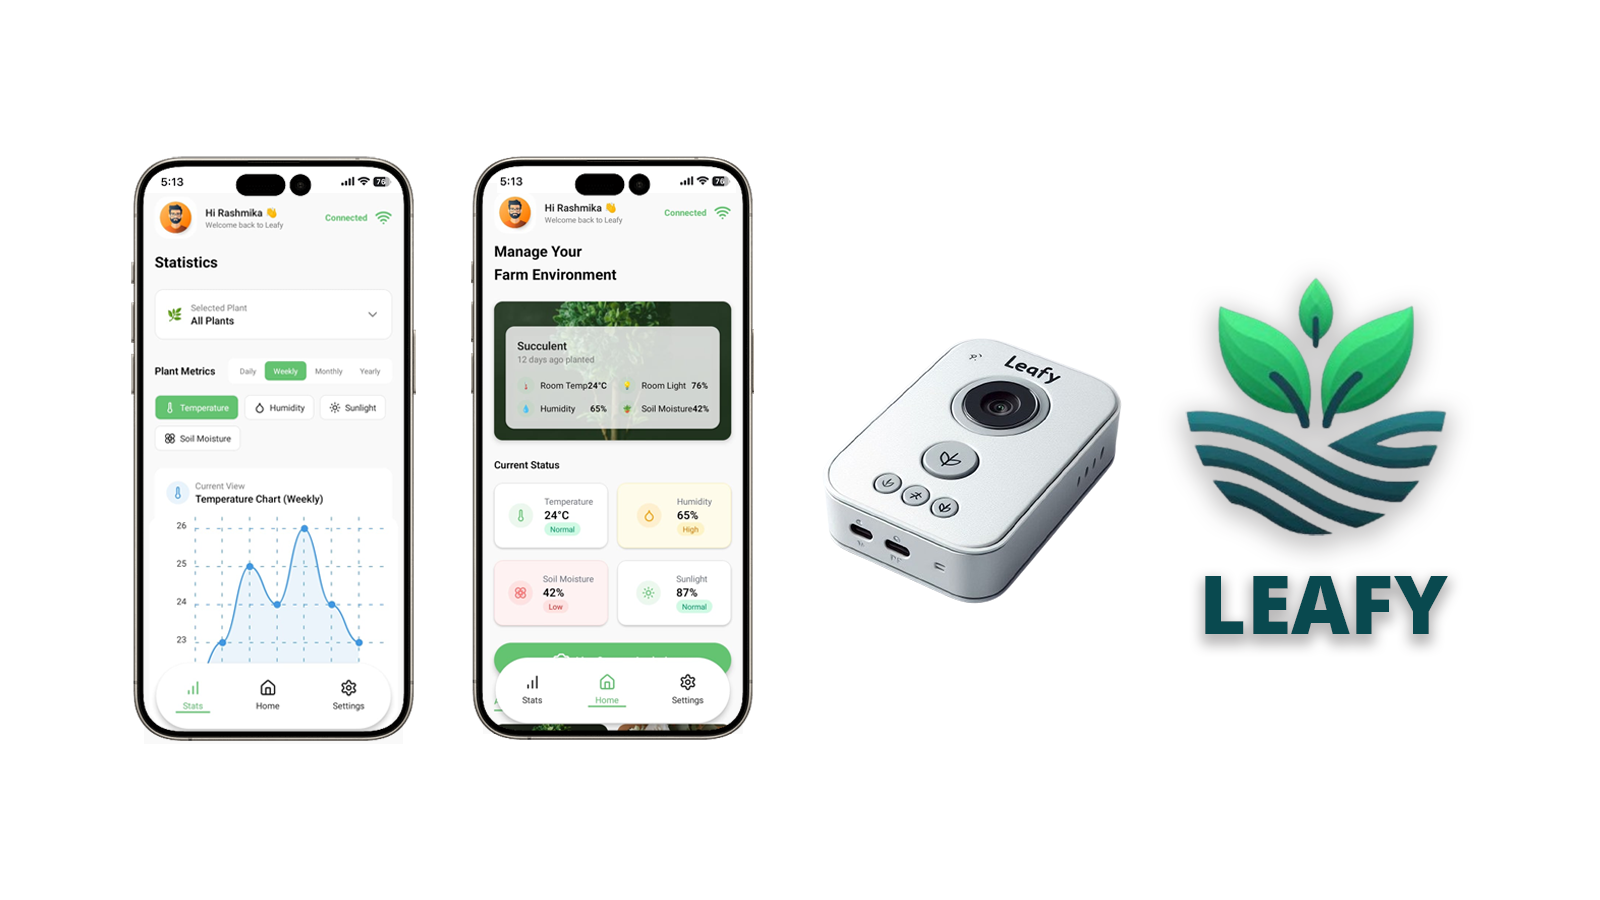 5:13
76
Hi Rashmika 👋
Welcome back to Leafy
Connected
Statistics
Selected Plant
All Plants
Plant Metrics
Daily
Weekly
Monthly
Yearly
Temperature
Humidity
Sunlight
Soil Moisture
Current View
Temperature Chart (Weekly)
26
25
24
23
Stats
Home
Settings
5:13
Hi Rashmika 👋
Welcome back to Leafy
Connected
Manage Your
Farm Environment
Succulent
12 days ago planted
Room Temp24°C
Room Light 76%
Humidity 65%
Soil Moisture42%
Current Status
Temperature
24°C
Normal
Humidity
65%
High
Soil Moisture
42%
Low
Sunlight
87%
Normal
Stats
Home
Settings
Leafy
LEAFY